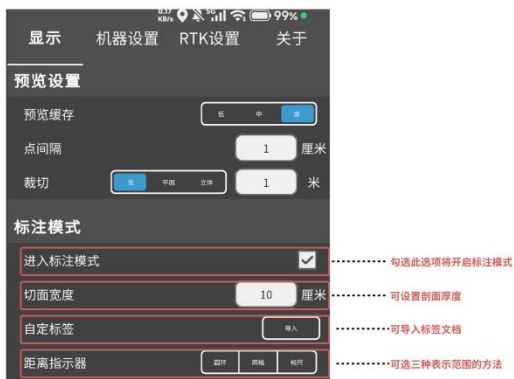 0.17 KB/s 5G 99%
显示 机器设置 RTK设置 关于
预览设置
预览缓存 低 中 高
点间隔 1 厘米
裁切 无 平面 立体 1 米
标注模式
进入标注模式 勾选此选项将开启标注模式
切面宽度 10 厘米 可设置剖面厚度
自定标签 导入 可导入标签文档
距离指示器 圆环 网格 标尺 可选三种表示范围的方法